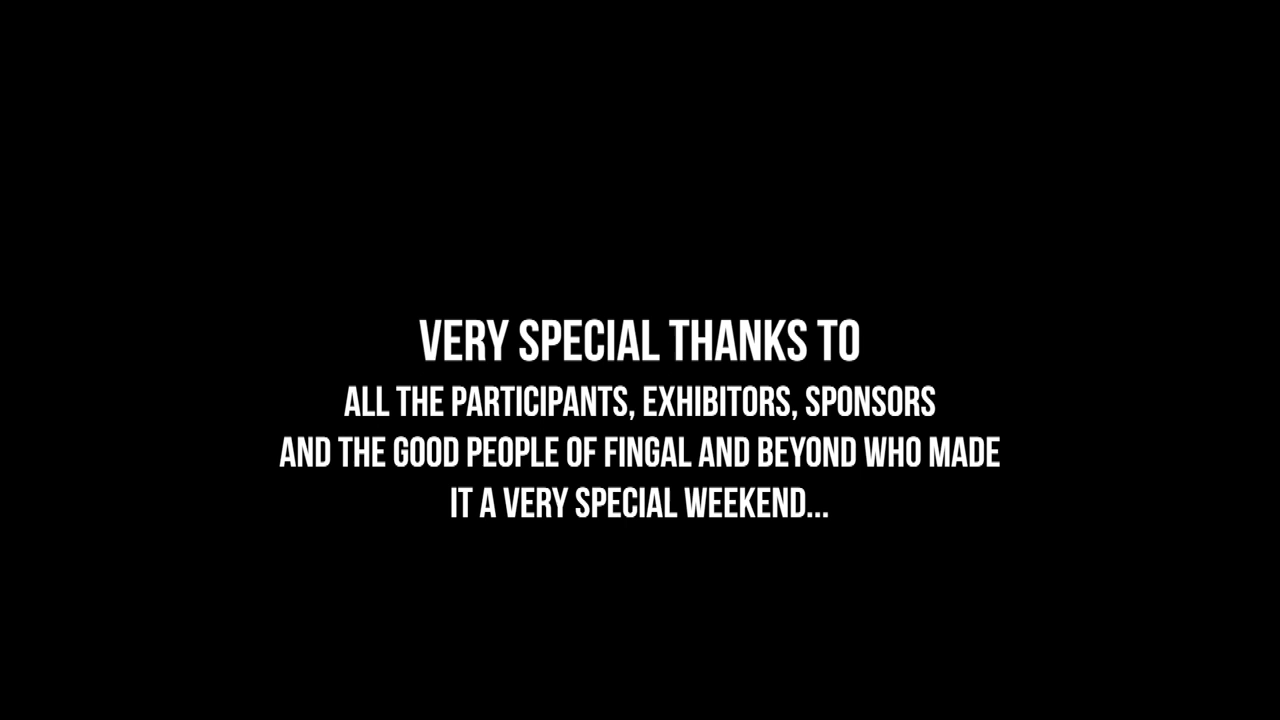 VERY SPECIAL THANKS TO
ALL THE PARTICIPANTS, EXHIBITORS, SPONSORS
AND THE GOOD PEOPLE OF FINGAL AND BEYOND WHO MADE
IT A VERY SPECIAL WEEKEND...